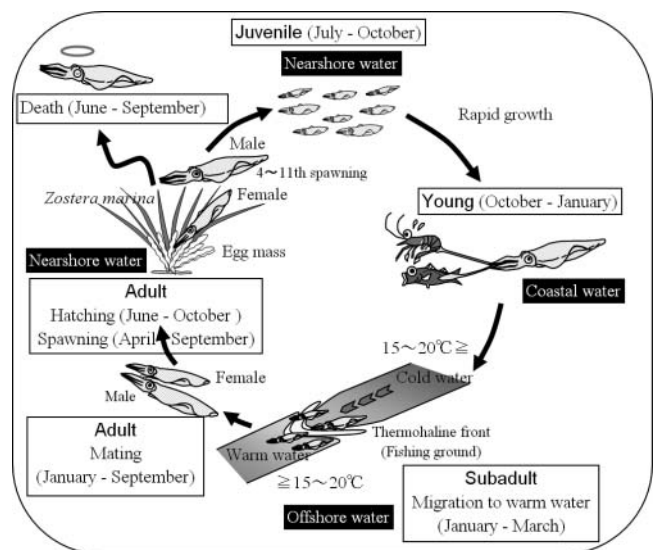 Juvenile (July - October)
Nearshore water
Death (June - September)
Rapid growth
Male
4～11th spawning
Zostera marina
Female
Young (October - January)
Egg mass
Nearshore water
Coastal water
Adult
Hatching (June - October )
Spawning (April - September)
15～20℃≧
Cold water
Female
Male
Thermohaline front
(Fishing ground)
Warm water
Adult
Mating
(January - September)
≧15～20℃
Subadult
Migration to warm water
(January - March)
Offshore water